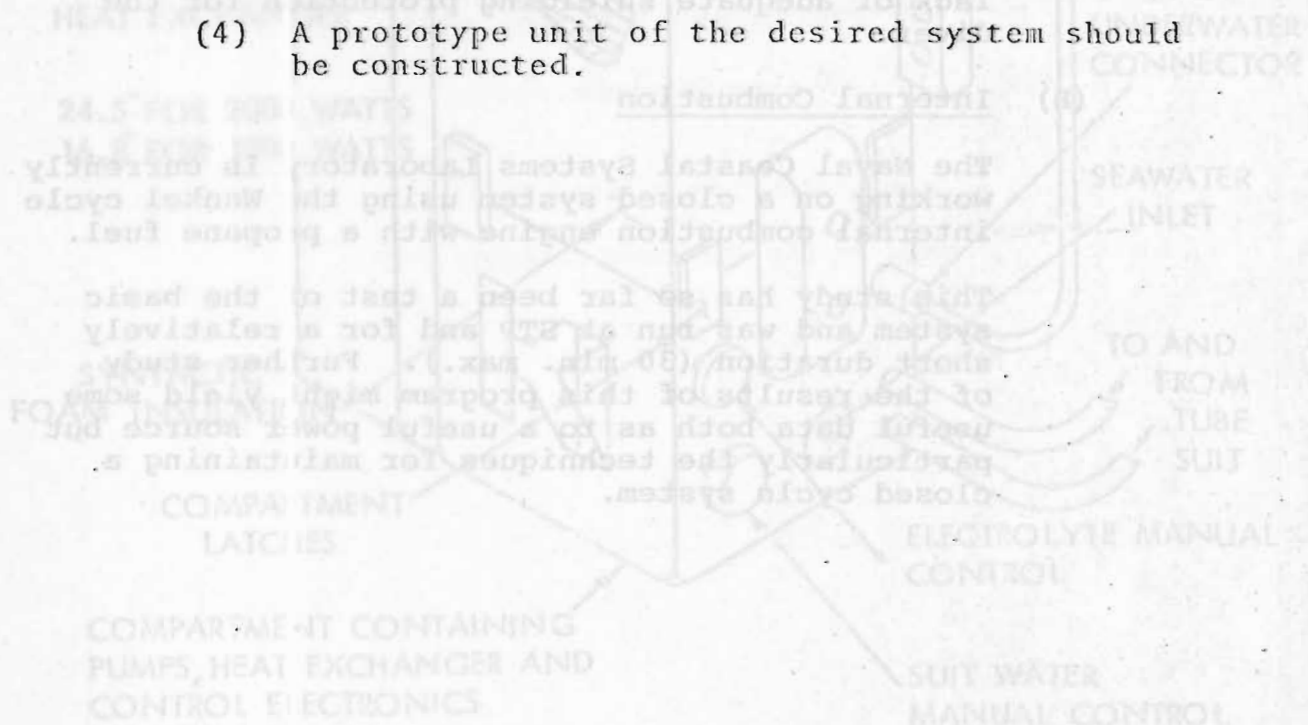 HEAT EXCHANGER
(4) A prototype unit of the desired system should
be constructed.
UNDERWATER
CONNECTOR
(B) Internal Combustion
24.5 FOR WATTS
FOR WATTS
The Naval Coastal Systems Laboratory is currently
working on a closed system using the Wankel cycle
internal combustion engine with a propane fuel.
SEAWATER
INLET
This study has so far been a test of the basic
system and was run at STP and for a relatively
short duration (30 min. max.). Further study
of the results of this program might yield some
useful data both as to a useful power source but
particularly the techniques for maintaining a
closed cycle system.
TO AND
FROM
TUBE
SUIT
FOAM INSULATION
COMPARTMENT
LATCHES
ELECTROLYTE MANUAL
CONTROL
COMPARTMENT CONTAINING
PUMPS, HEAT EXCHANGER AND
CONTROL ELECTRONICS
SUIT WATER
MANUAL CONTROL